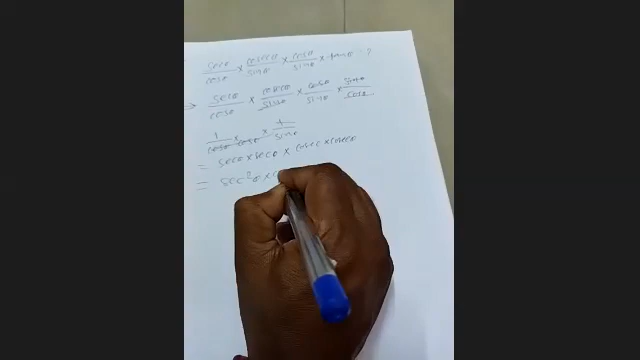 secθ/cosθ × cosecθ/sinθ × cosθ/sinθ × tanθ = ?
⇒ secθ/cosθ × cosecθ/sinθ × cosθ/sinθ × sinθ/cosθ
1/cosθ × cosθ × 1/sinθ
= secθ × secθ × cosec × cosecθ
= sec²θ × c